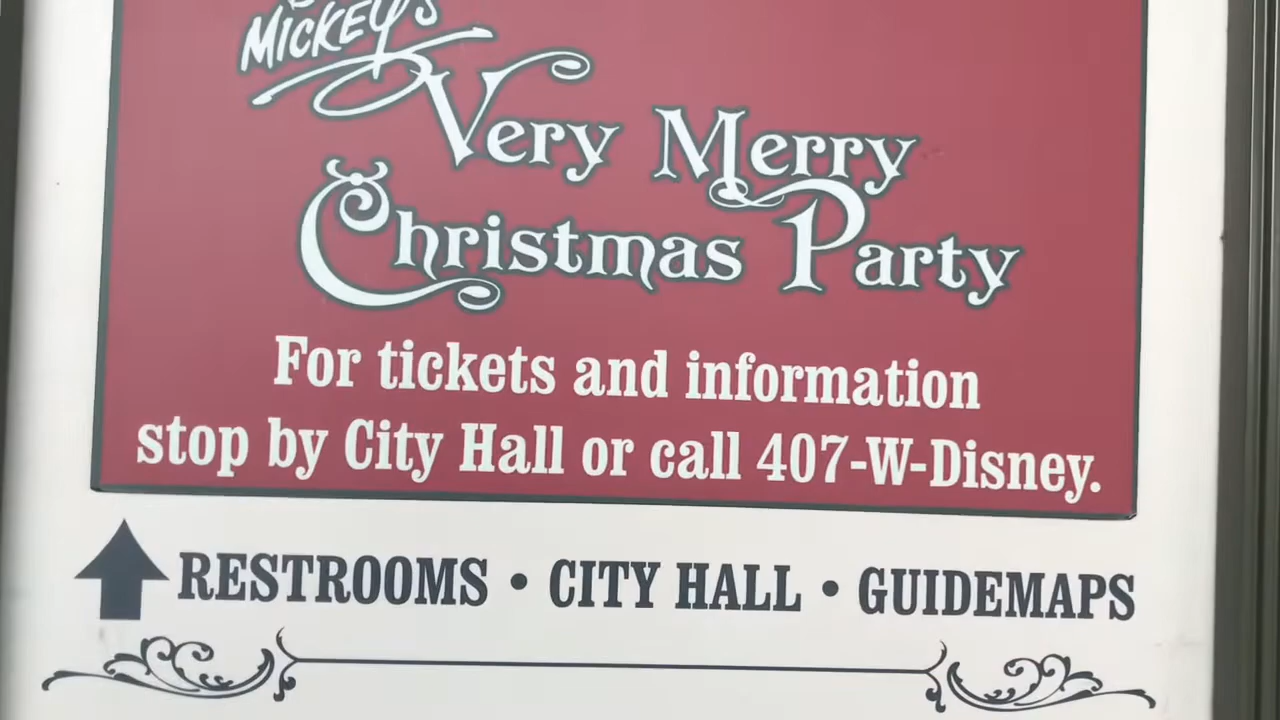 Mickey's
Very Merry
Christmas Party
For tickets and information
stop by City Hall or call 407-W-Disney.
RESTROOMS • CITY HALL • GUIDEMAPS